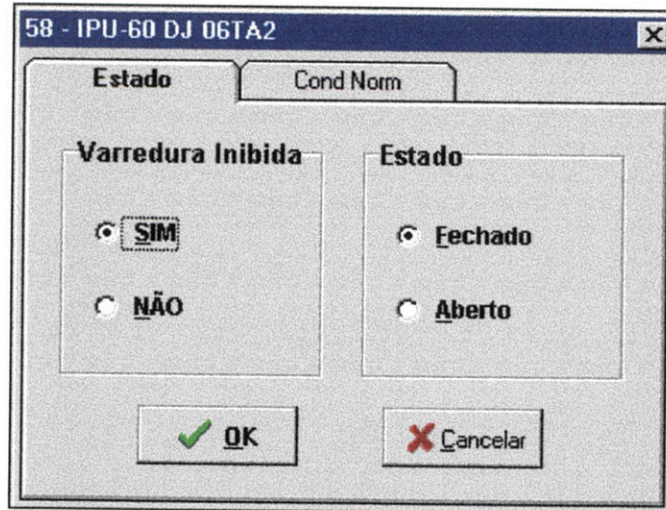 58 - IPU-60 DJ 06TA2
Estado Cond Norm
Varredura Inibida Estado
SIM Fechado
NÃO Aberto
OK Cancelar